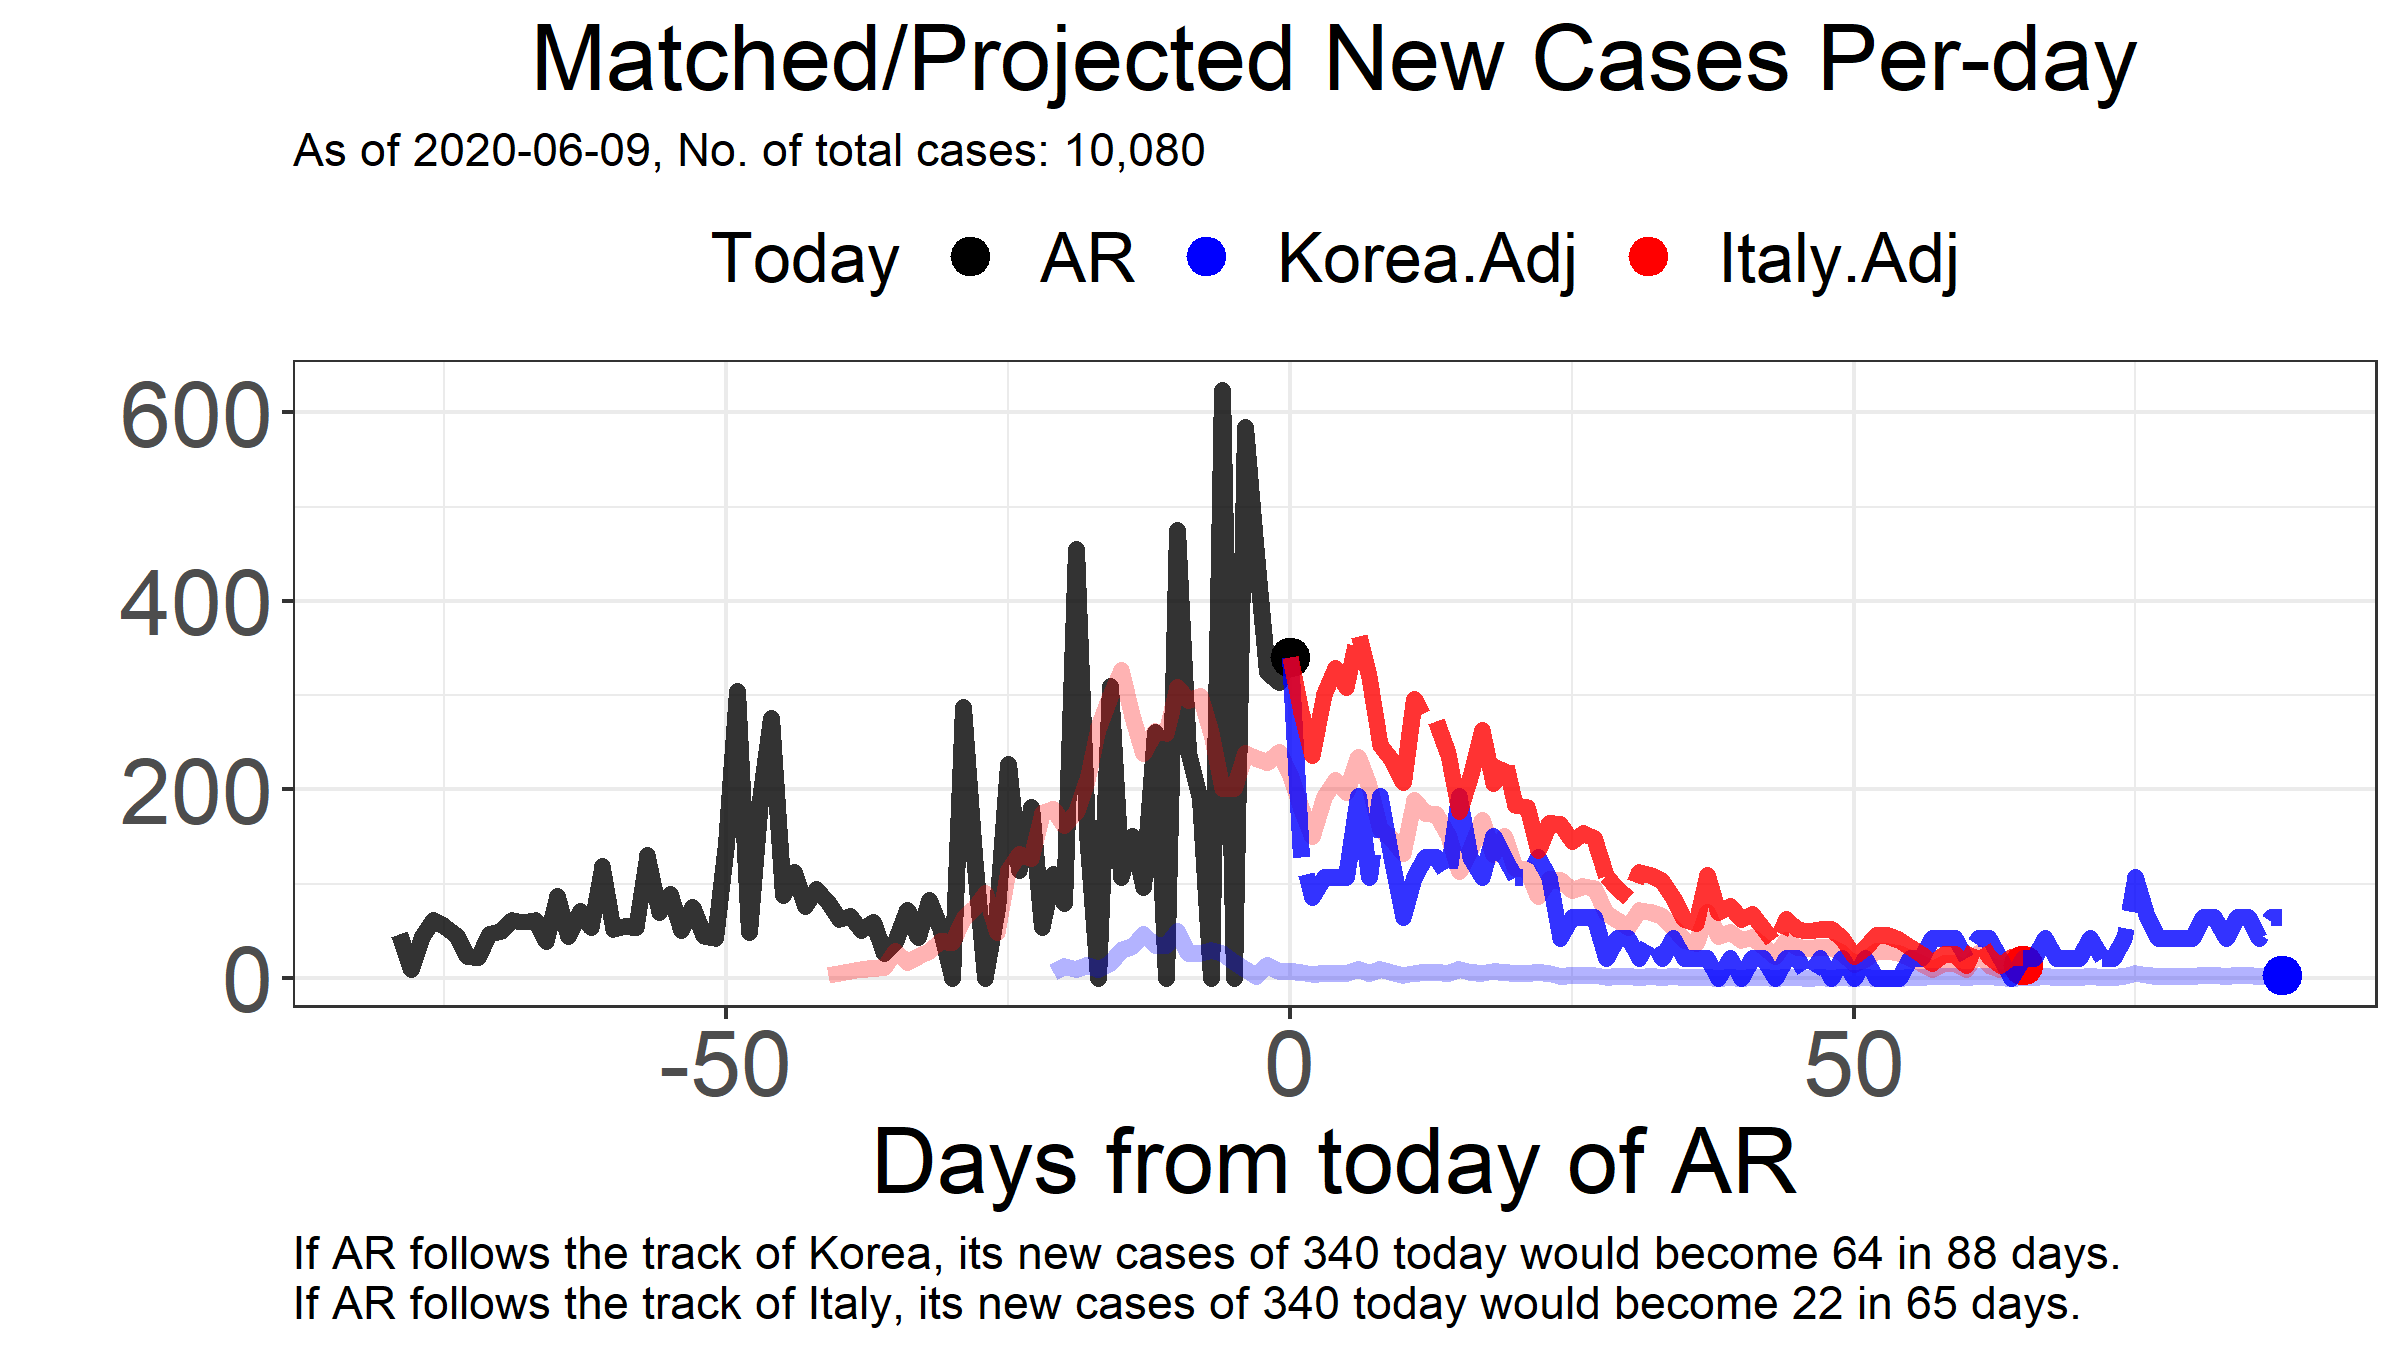 Matched/Projected New Cases Per-day
As of 2020-06-09, No. of total cases: 10,080
Today AR Korea.Adj Italy.Adj
600
400
200
0
-50 0 50
Days from today of AR
If AR follows the track of Korea, its new cases of 340 today would become 64 in 88 days.
If AR follows the track of Italy, its new cases of 340 today would become 22 in 65 days.